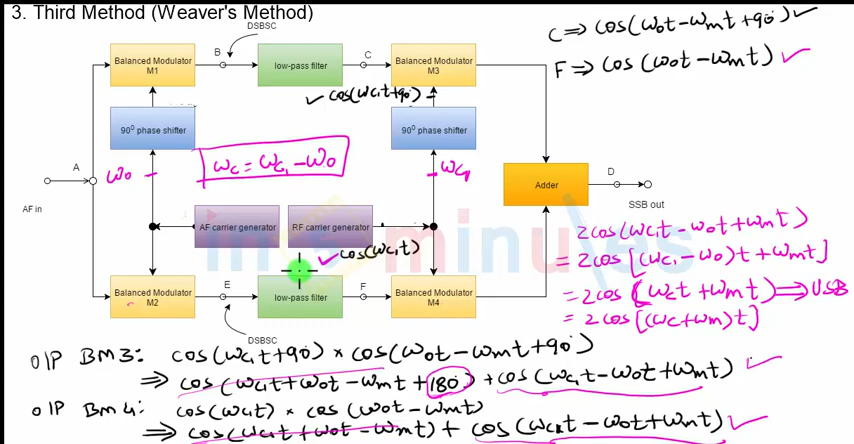 3. Third Method (Weaver's Method)
DSBSC
C ⇒ cos(ω₀t-ωmt+90°) ✓
F ⇒ cos(ω₀t-ωmt) ✓
B
C
Balanced Modulator M1
low-pass filter
Balanced Modulator M3
✓cos(ωc₁t+90°)
90⁰ phase shifter
90⁰ phase shifter
A
ω₀
ωc = ωc₁ - ω₀
ωc₁
Adder
D
AF in
SSB out
AF carrier generator
RF carrier generator
in 5 minutes
✓cos(ωc₁t)
2cos(ωc₁t - ω₀t+ωmt)
= 2cos[(ωc₁-ω₀)t+ωmt]
= 2cos(ωct+ωmt) ⇒ USB
= 2cos[(ωc+ωm)t]
Balanced Modulator M2
E
low-pass filter
F
Balanced Modulator M4
DSBSC
O/P BM3: cos(ωc₁t+90°) × cos(ω₀t-ωmt+90°)
⇒ cos(ωc₁t+ω₀t-ωmt+180°) + cos(ωc₁t-ω₀t+ωmt) ✓
O/P BM4: cos(ωc₁t) × cos(ω₀t-ωmt)
⇒ cos(ωc₁t+ω₀t-ωmt) + cos(ωc₁t-ω₀t+ωmt) ✓